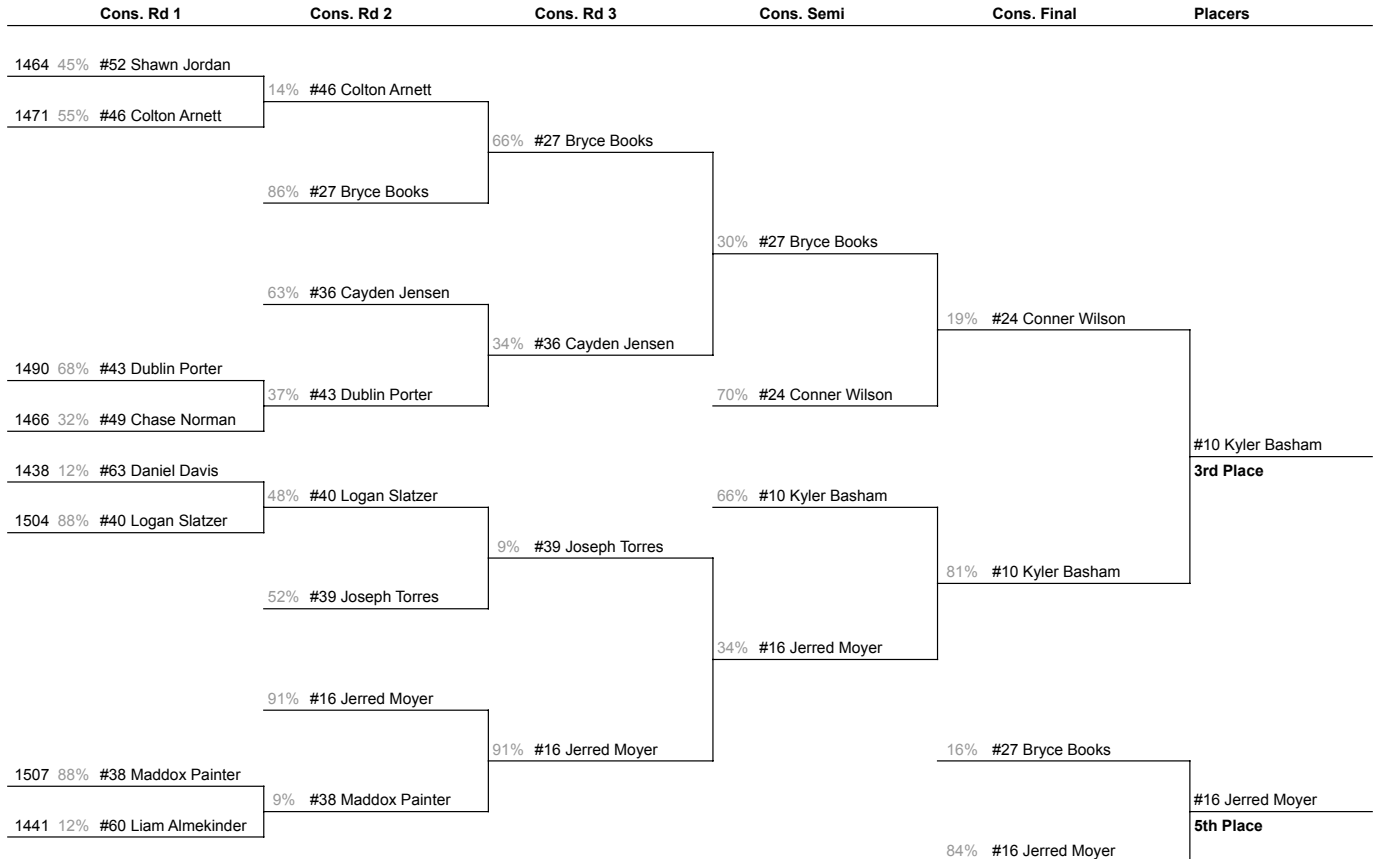 Cons. Rd 1 Cons. Rd 2 Cons. Rd 3 Cons. Semi Cons. Final Placers
1464 45% #52 Shawn Jordan
14% #46 Colton Arnett
1471 55% #46 Colton Arnett
66% #27 Bryce Books
86% #27 Bryce Books
30% #27 Bryce Books
63% #36 Cayden Jensen
19% #24 Conner Wilson
34% #36 Cayden Jensen
1490 68% #43 Dublin Porter
37% #43 Dublin Porter 70% #24 Conner Wilson
1466 32% #49 Chase Norman
#10 Kyler Basham
1438 12% #63 Daniel Davis 3rd Place
48% #40 Logan Slatzer 66% #10 Kyler Basham
1504 88% #40 Logan Slatzer
9% #39 Joseph Torres
81% #10 Kyler Basham
52% #39 Joseph Torres
34% #16 Jerred Moyer
91% #16 Jerred Moyer
91% #16 Jerred Moyer 16% #27 Bryce Books
1507 88% #38 Maddox Painter
9% #38 Maddox Painter #16 Jerred Moyer
1441 12% #60 Liam Almekinder 5th Place
84% #16 Jerred Moyer